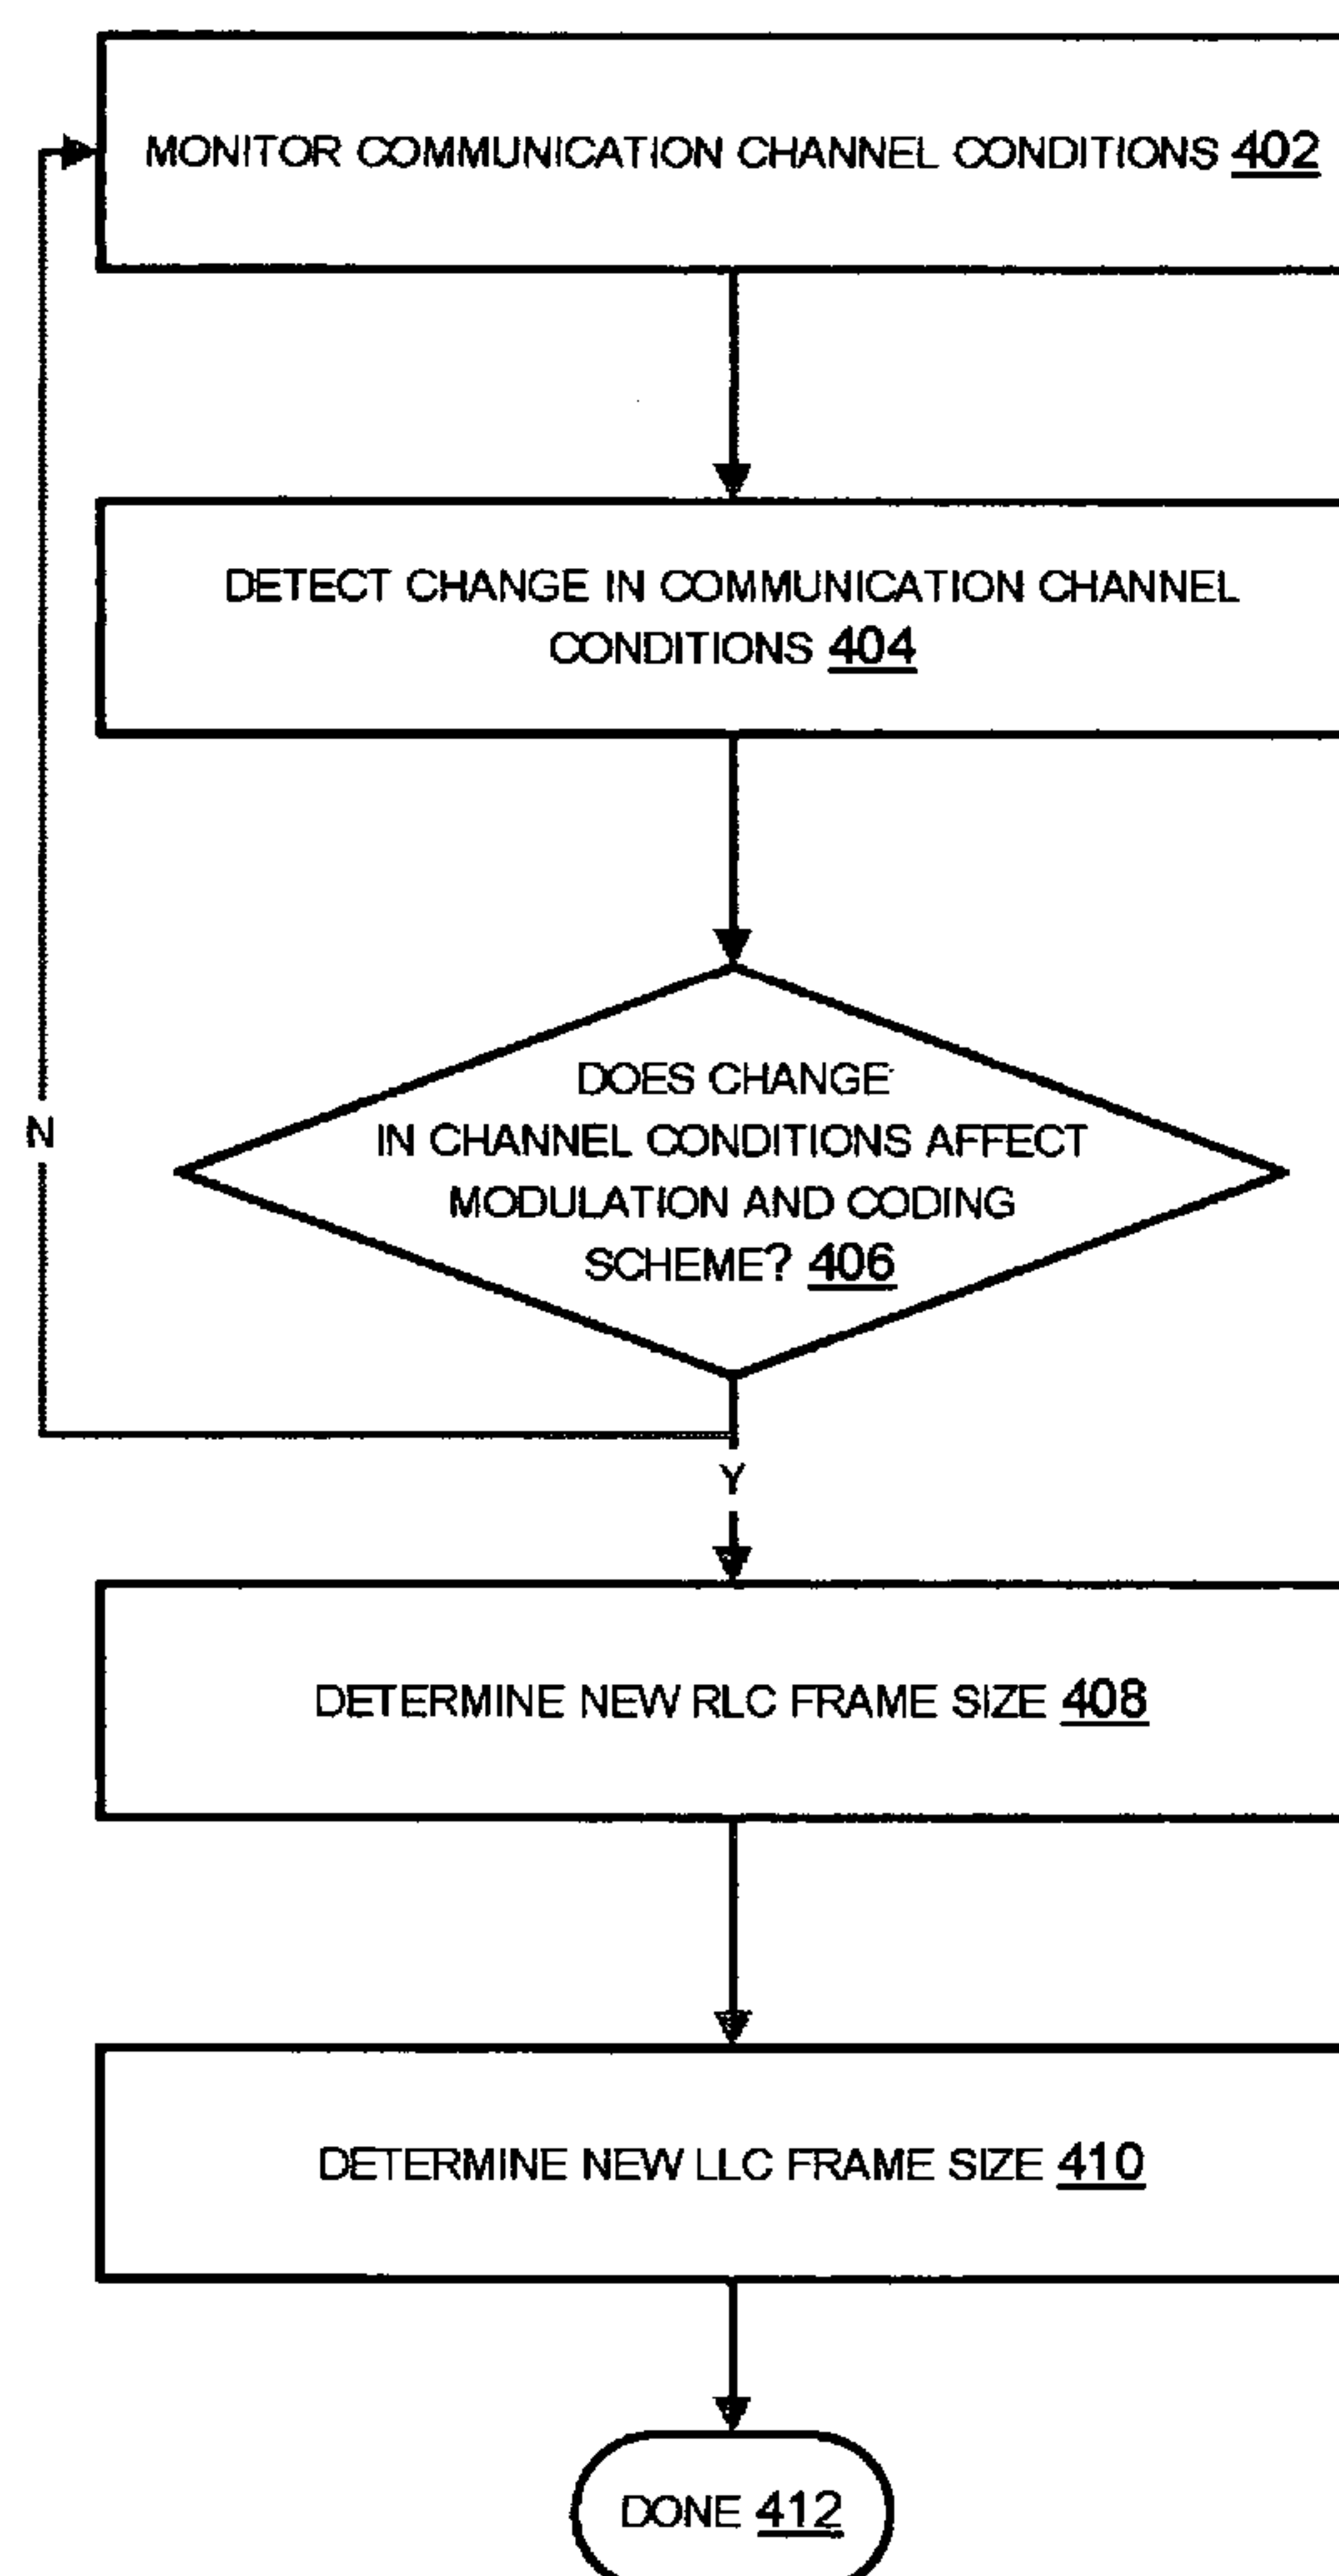 MONITOR COMMUNICATION CHANNEL CONDITIONS 402
DETECT CHANGE IN COMMUNICATION CHANNEL
CONDITIONS 404
DOES CHANGE
IN CHANNEL CONDITIONS AFFECT
MODULATION AND CODING
SCHEME? 406
N
Y
DETERMINE NEW RLC FRAME SIZE 408
DETERMINE NEW LLC FRAME SIZE 410
DONE 412